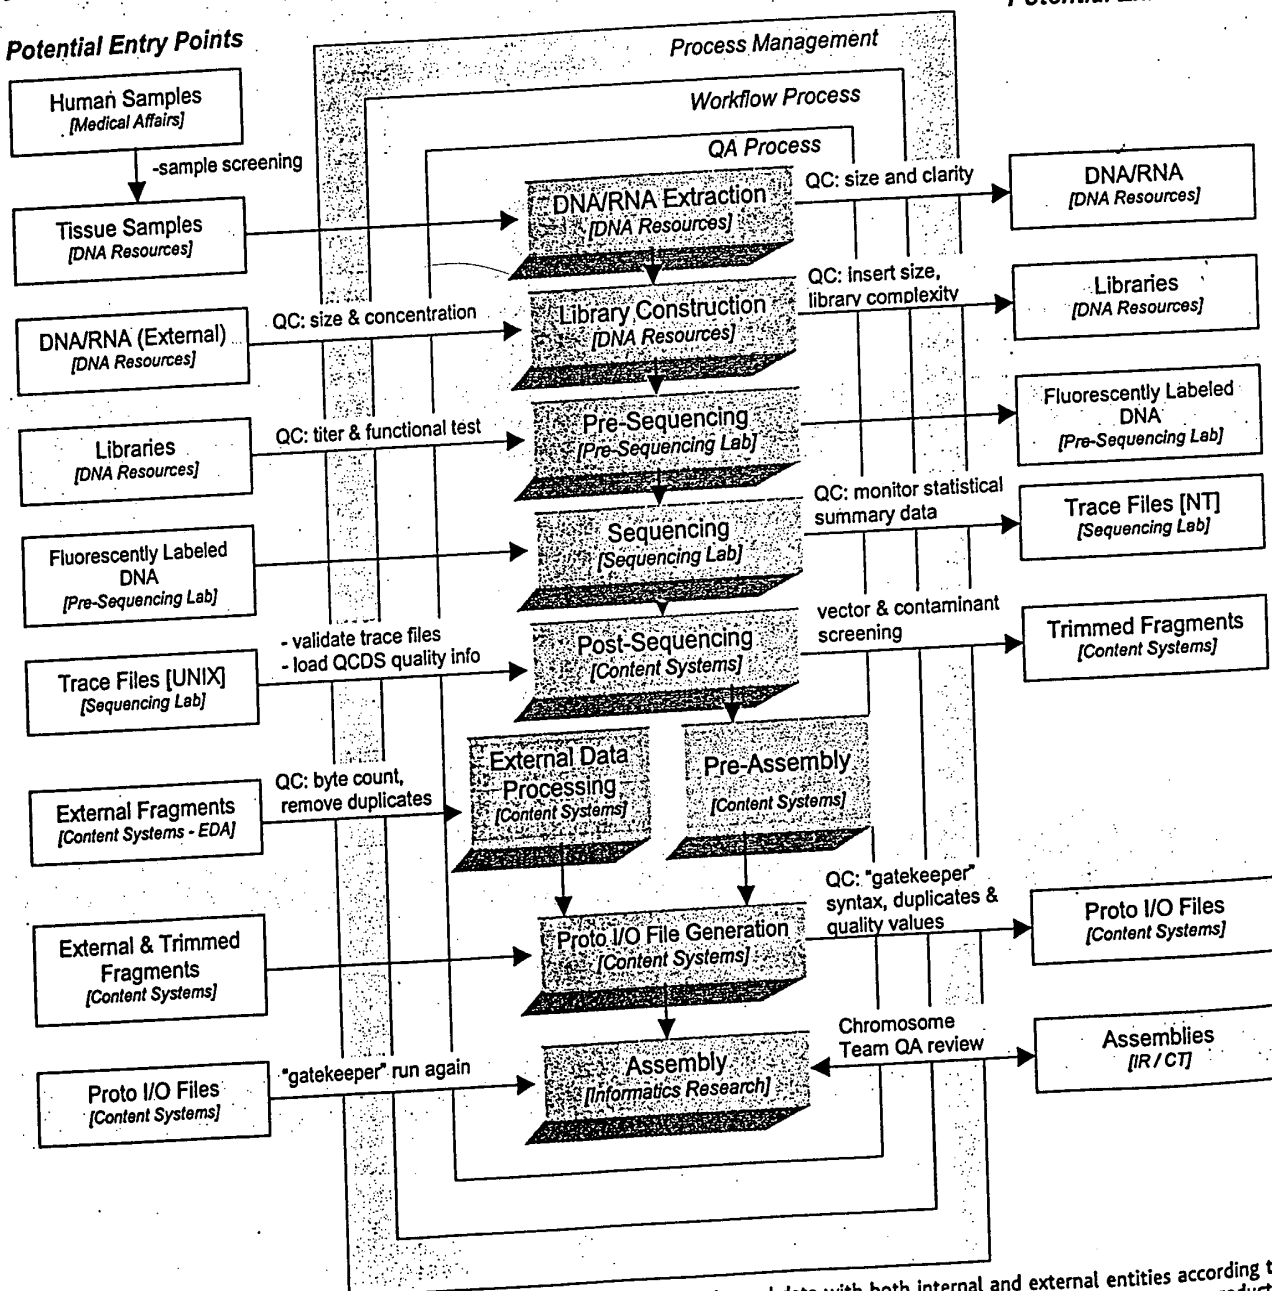 Potential Entry Points
Process Management
Workflow Process
QA Process
Human Samples
[Medical Affairs]
-sample screening
Tissue Samples
[DNA Resources]
DNA/RNA Extraction
[DNA Resources]
QC: size and clarity
DNA/RNA
[DNA Resources]
DNA/RNA (External)
[DNA Resources]
QC: size & concentration
Library Construction
[DNA Resources]
QC: insert size,
library complexity
Libraries
[DNA Resources]
Libraries
[DNA Resources]
QC: titer & functional test
Pre-Sequencing
[Pre-Sequencing Lab]
Fluorescently Labeled
DNA
[Pre-Sequencing Lab]
Fluorescently Labeled
DNA
[Pre-Sequencing Lab]
Sequencing
[Sequencing Lab]
QC: monitor statistical
summary data
Trace Files [NT]
[Sequencing Lab]
Trace Files [UNIX]
[Sequencing Lab]
- validate trace files
- load QCDS quality info
Post-Sequencing
[Content Systems]
vector & contaminant
screening
Trimmed Fragments
[Content Systems]
External Fragments
[Content Systems - EDA]
QC: byte count,
remove duplicates
External Data
Processing
[Content Systems]
Pre-Assembly
[Content Systems]
External & Trimmed
Fragments
[Content Systems]
Proto I/O File Generation
[Content Systems]
QC: "gatekeeper"
syntax, duplicates &
quality values
Proto I/O Files
[Content Systems]
Proto I/O Files
[Content Systems]
"gatekeeper" run again
Assembly
[Informatics Research]
Chromosome
Team QA review
Assemblies
[IR / CT]
data with both internal and external entities according